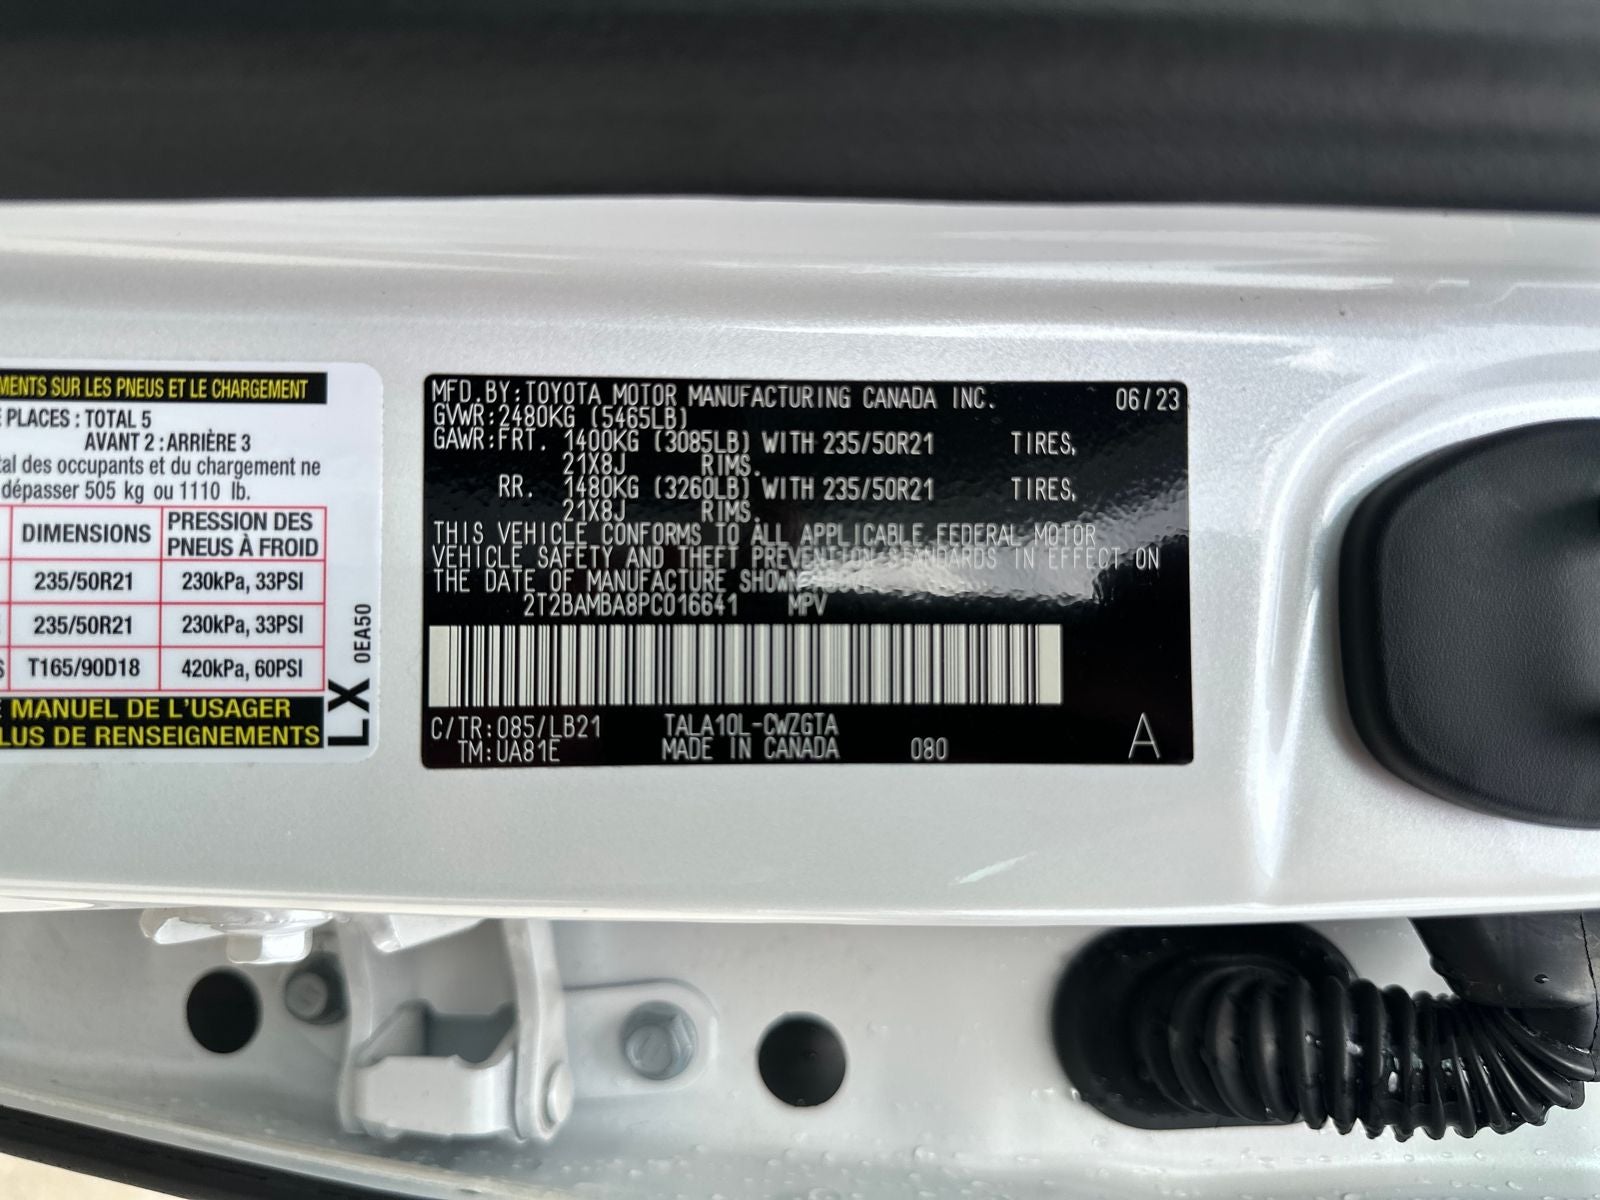 MENTS SUR LES PNEUS ET LE CHARGEMENT
PLACES : TOTAL 5
AVANT 2 : ARRIÈRE 3
tal des occupants et du chargement ne
dépasser 505 kg ou 1110 lb.
DIMENSIONS PRESSION DES PNEUS À FROID
235/50R21 230kPa, 33PSI
235/50R21 230kPa, 33PSI
T165/90D18 420kPa, 60PSI
MANUEL DE L'USAGER
LUS DE RENSEIGNEMENTS
LX 0EA50
MFD.BY:TOYOTA MOTOR MANUFACTURING CANADA INC. 06/23
GVWR:2480KG (5465LB)
GAWR:FRT. 1400KG (3085LB) WITH 235/50R21 TIRES,
21X8J RIMS.
RR. 1480KG (3260LB) WITH 235/50R21 TIRES,
21X8J RIMS.
THIS VEHICLE CONFORMS TO ALL APPLICABLE FEDERAL MOTOR
VEHICLE SAFETY AND THEFT PREVENTION STANDARDS IN EFFECT ON
THE DATE OF MANUFACTURE SHOWN
2T2BAMBA8PC016641 MPV
C/TR:085/LB21 TALA10L-CWZGTA
TM:UA81E MADE IN CANADA 080 A